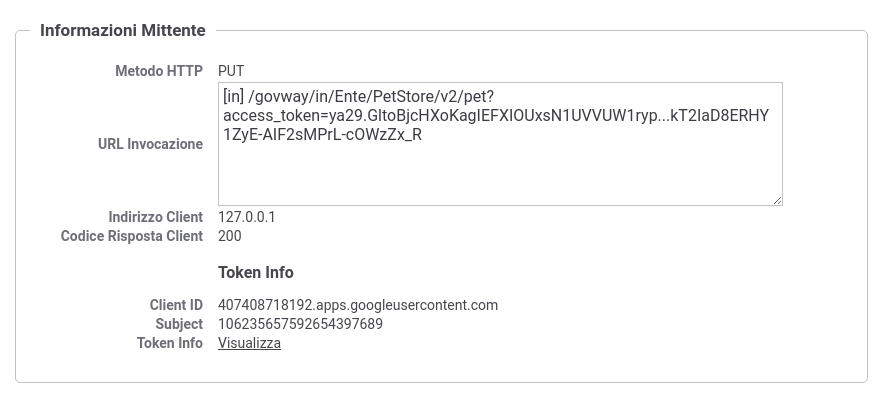 Informazioni Mittente
Metodo HTTP PUT
URL Invocazione [in] /govway/in/Ente/PetStore/v2/pet?
access_token=ya29.GltoBjcHXoKagIEFXIOUxsN1UVVUW1ryp...kT2IaD8ERHY
1ZyE-AIF2sMPrL-cOWzZx_R
Indirizzo Client 127.0.0.1
Codice Risposta Client 200
Token Info
Client ID 407408718192.apps.googleusercontent.com
Subject 106235657592654397689
Token Info Visualizza